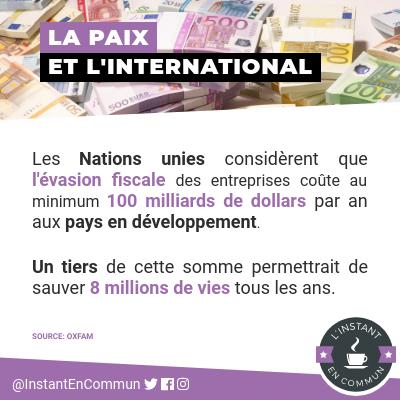 LA PAIX
ET L'INTERNATIONAL
Les Nations unies considèrent que
l'évasion fiscale des entreprises coûte au
minimum 100 milliards de dollars par an
aux pays en développement.
Un tiers de cette somme permettrait de
sauver 8 millions de vies tous les ans.
SOURCE: OXFAM
L'INSTANT
EN COMMUN
@InstantEnCommun